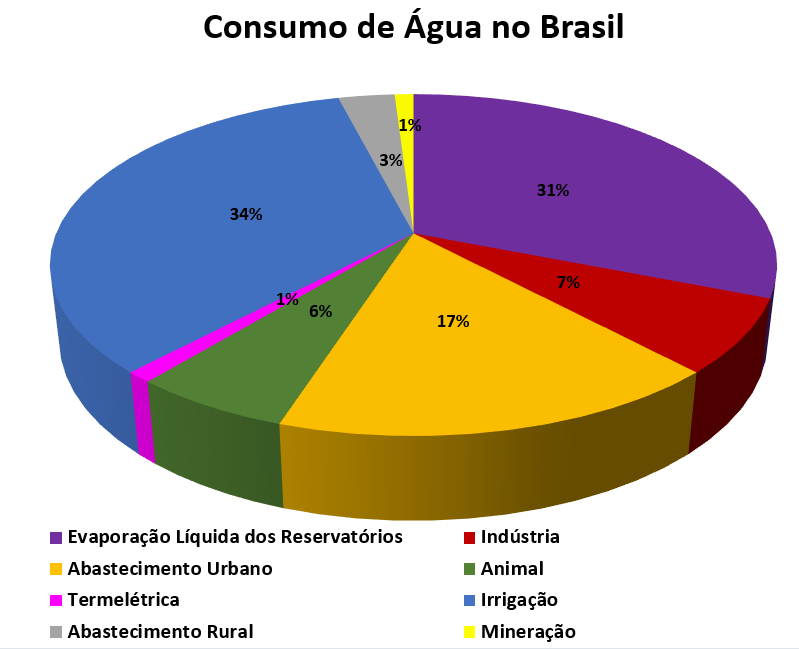 Consumo de Água no Brasil
1%
3%
31%
34%
7%
1%
6%
17%
Evaporação Líquida dos Reservatórios
Indústria
Abastecimento Urbano
Animal
Termelétrica
Irrigação
Abastecimento Rural
Mineração